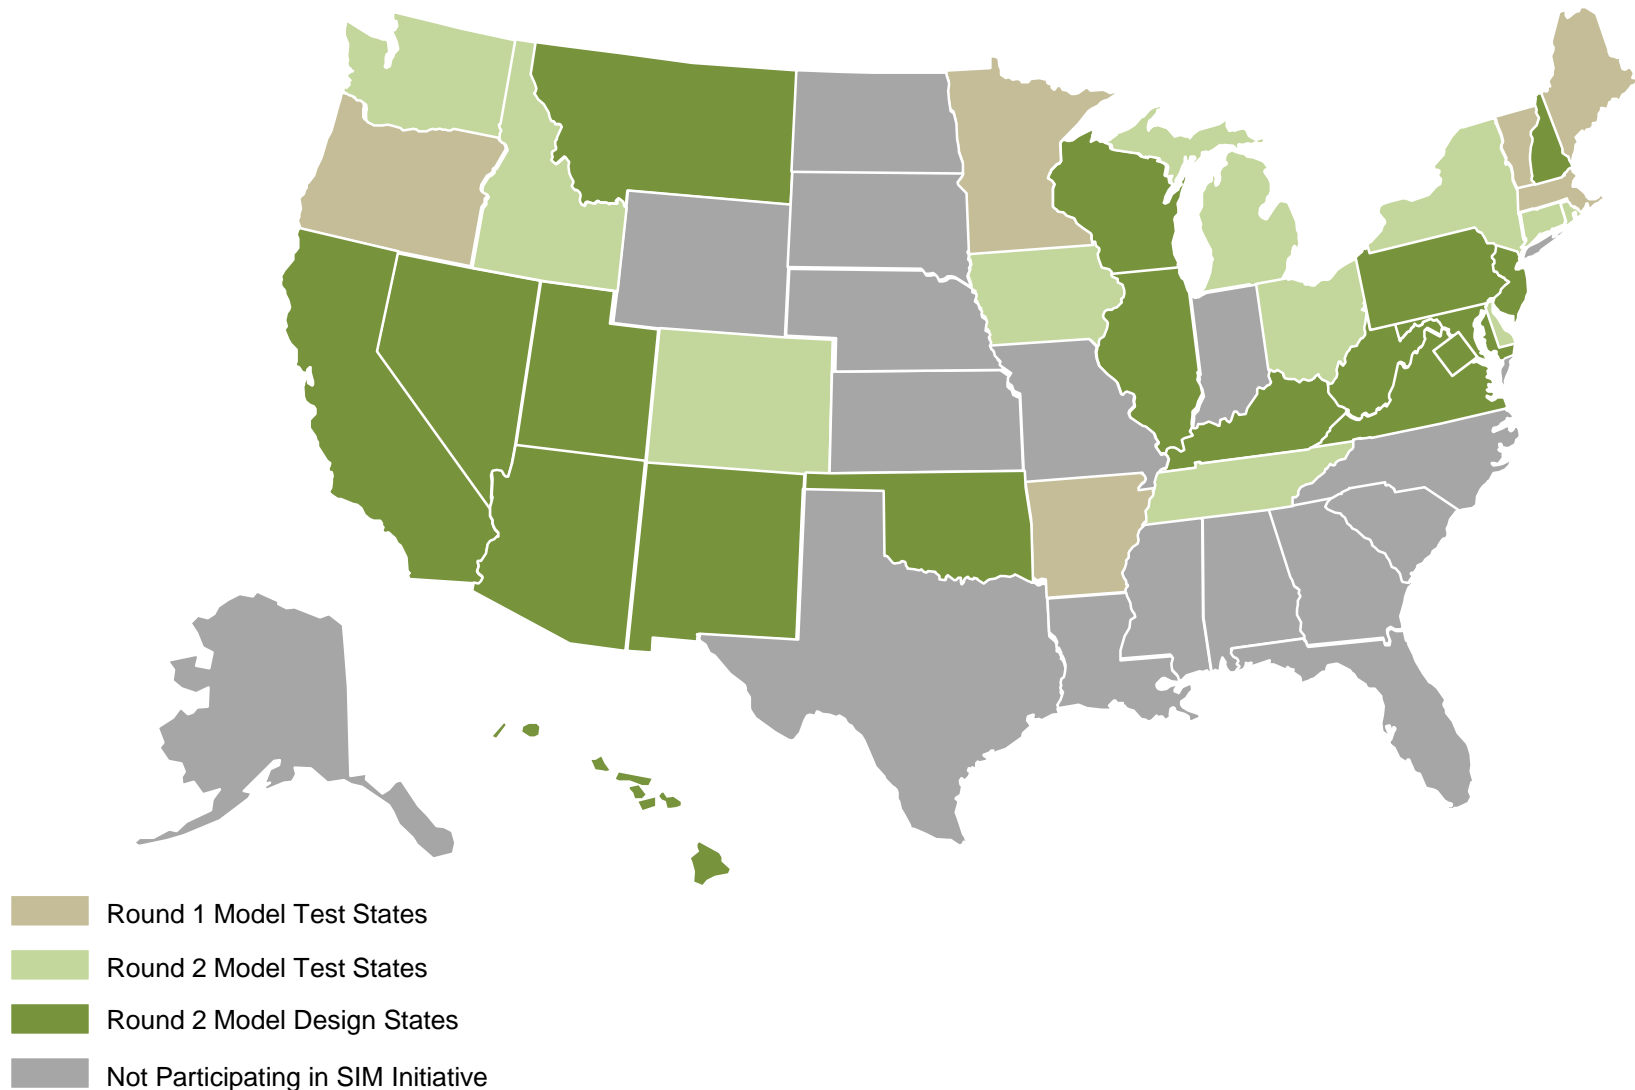 Round 1 Model Test States
Round 2 Model Test States
Round 2 Model Design States
Not Participating in SIM Initiative